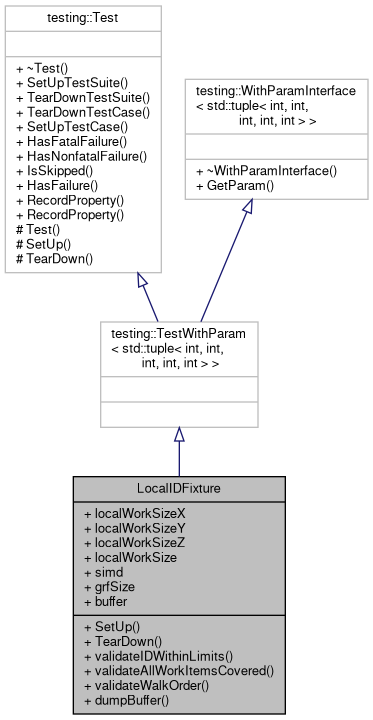 testing::Test
+ ~Test()
+ SetUpTestSuite()
+ TearDownTestSuite()
+ TearDownTestCase()
+ SetUpTestCase()
+ HasFatalFailure()
+ HasNonfatalFailure()
+ IsSkipped()
+ HasFailure()
+ RecordProperty()
+ RecordProperty()
# Test()
# SetUp()
# TearDown()
testing::WithParamInterface
< std::tuple< int, int,
int, int, int > >
+ ~WithParamInterface()
+ GetParam()
testing::TestWithParam
< std::tuple< int, int,
int, int, int > >
LocalIDFixture
+ localWorkSizeX
+ localWorkSizeY
+ localWorkSizeZ
+ localWorkSize
+ simd
+ grfSize
+ buffer
+ SetUp()
+ TearDown()
+ validateIDWithinLimits()
+ validateAllWorkItemsCovered()
+ validateWalkOrder()
+ dumpBuffer()